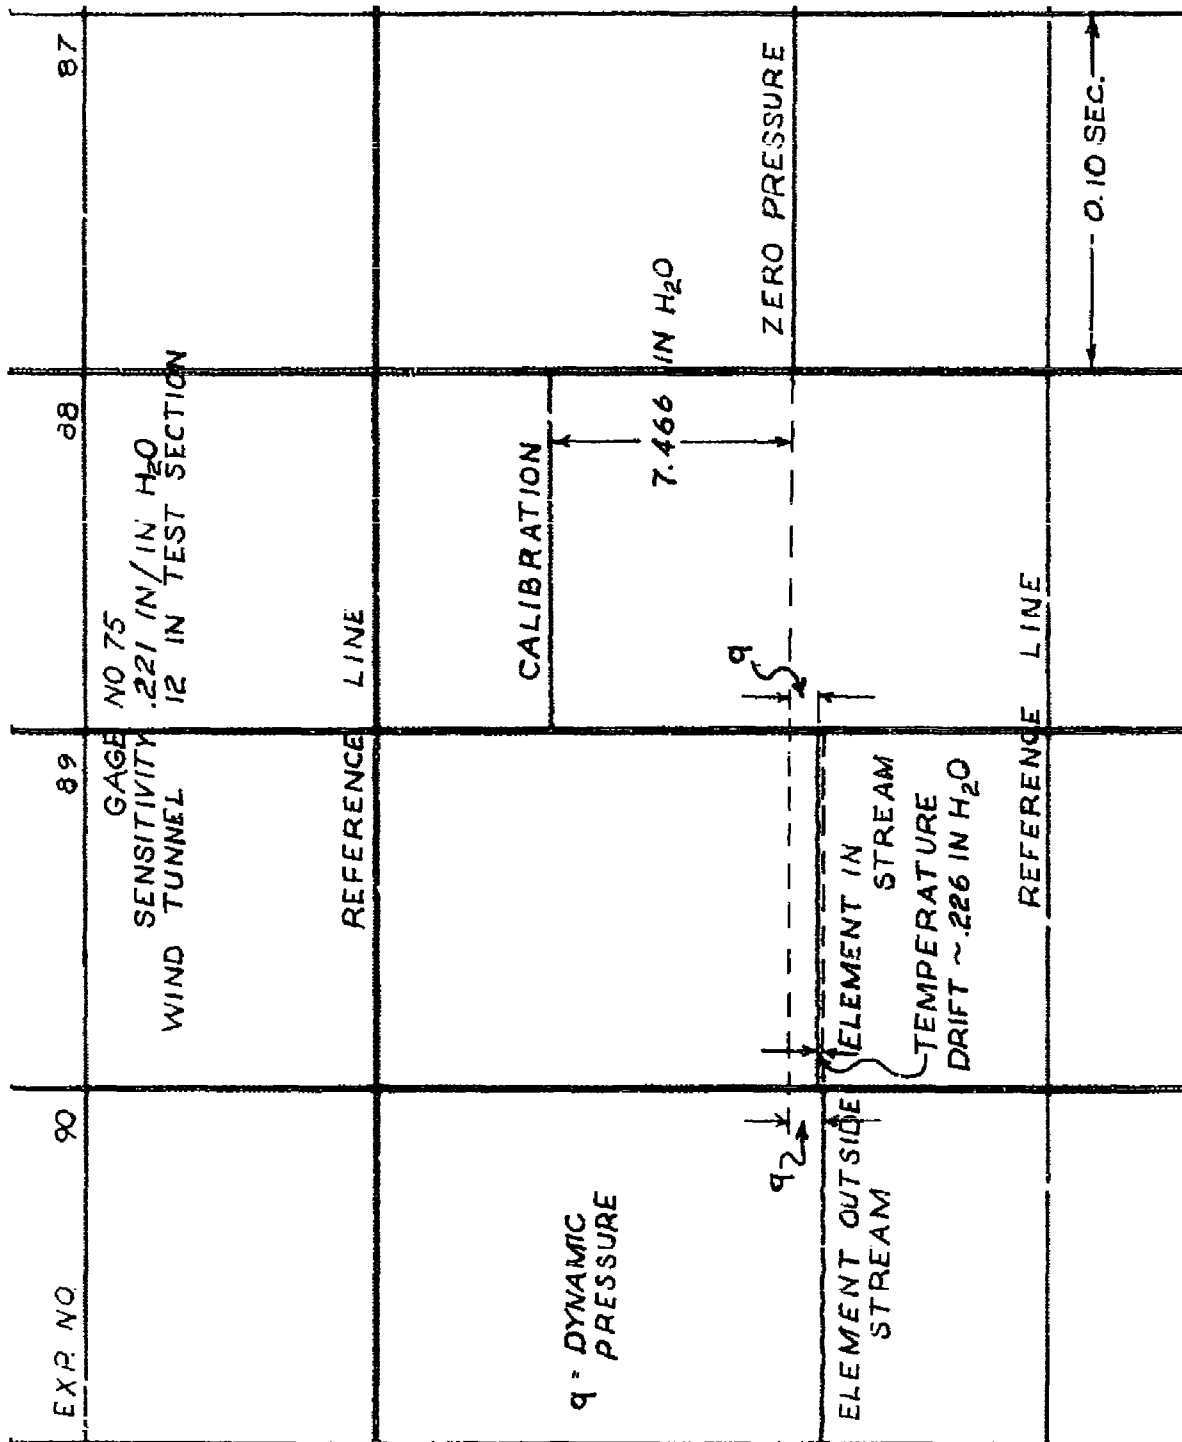 EXP. NO.
90
89
88
87
GAGE NO 75
SENSITIVITY .221 IN/IN H₂O
WIND TUNNEL 12 IN TEST SECTION
REFERENCE LINE
CALIBRATION
7.466 IN H₂O
ZERO PRESSURE
q = DYNAMIC
PRESSURE
q
q₂
ELEMENT OUTSIDE
STREAM
ELEMENT IN
STREAM
TEMPERATURE
DRIFT ~.226 IN H₂O
REFERENCE LINE
0.10 SEC.